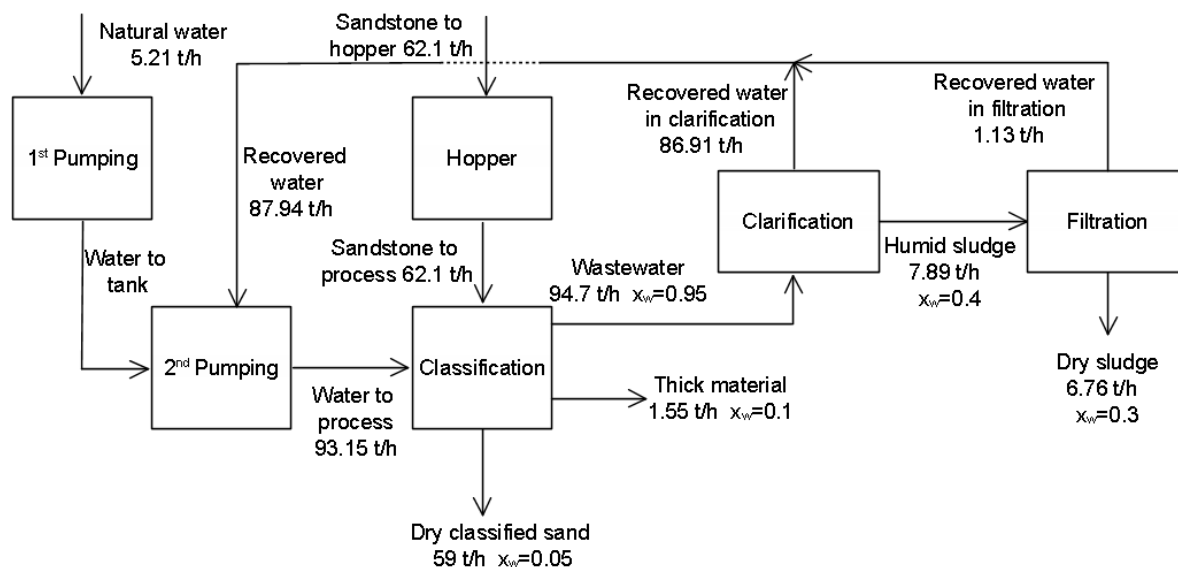 Natural water
5.21 t/h
Sandstone to
hopper 62.1 t/h
1st Pumping
Hopper
Recovered water
in clarification
86.91 t/h
Recovered water
in filtration
1.13 t/h
Recovered
water
87.94 t/h
Clarification
Filtration
Water to
tank
Sandstone to
process 62.1 t/h
Wastewater
94.7 t/h xw=0.95
Humid sludge
7.89 t/h
xw=0.4
2nd Pumping
Classification
Water to
process
93.15 t/h
Thick material
1.55 t/h xw=0.1
Dry sludge
6.76 t/h
xw=0.3
Dry classified sand
59 t/h xw=0.05